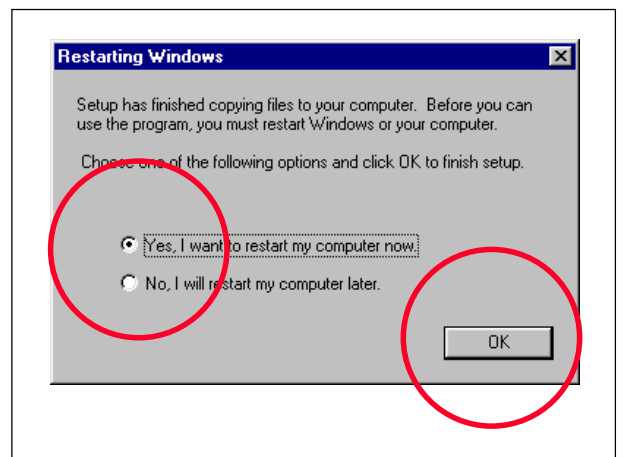 Restarting Windows
Setup has finished copying files to your computer. Before you can
use the program, you must restart Windows or your computer.
Choose one of the following options and click OK to finish setup.
Yes, I want to restart my computer now.
No, I will restart my computer later.
OK